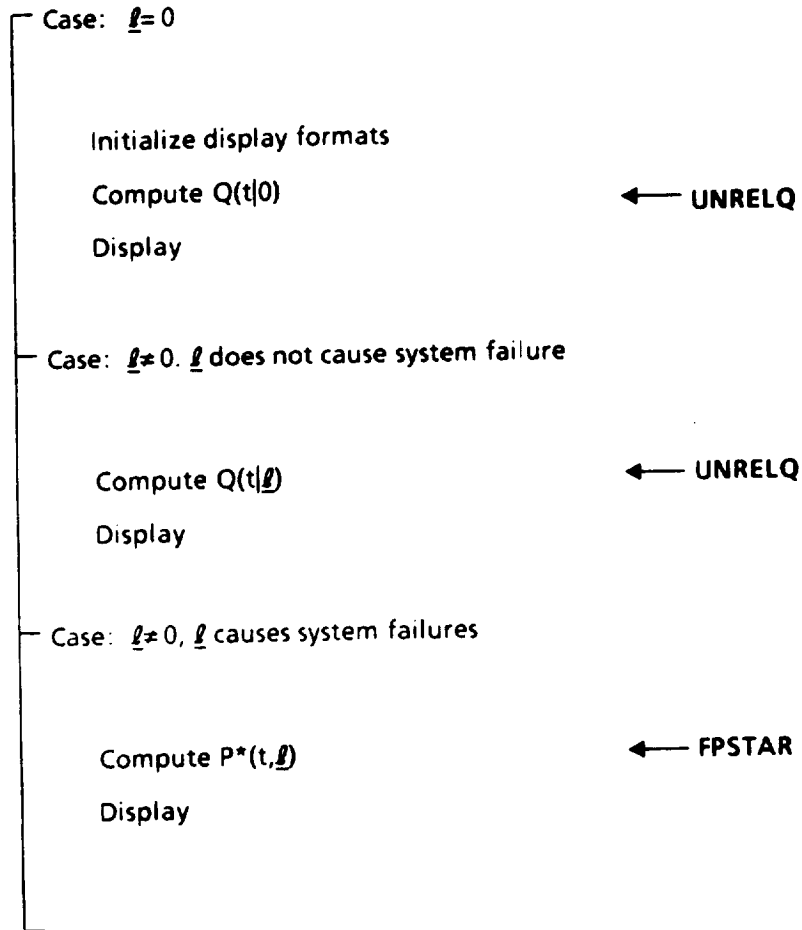 Case: ℓ = 0
Initialize display formats
Compute Q(t|0) ← UNRELQ
Display
Case: ℓ ≠ 0. ℓ does not cause system failure
Compute Q(t|ℓ) ← UNRELQ
Display
Case: ℓ ≠ 0, ℓ causes system failures
Compute P*(t,ℓ) ← FPSTAR
Display